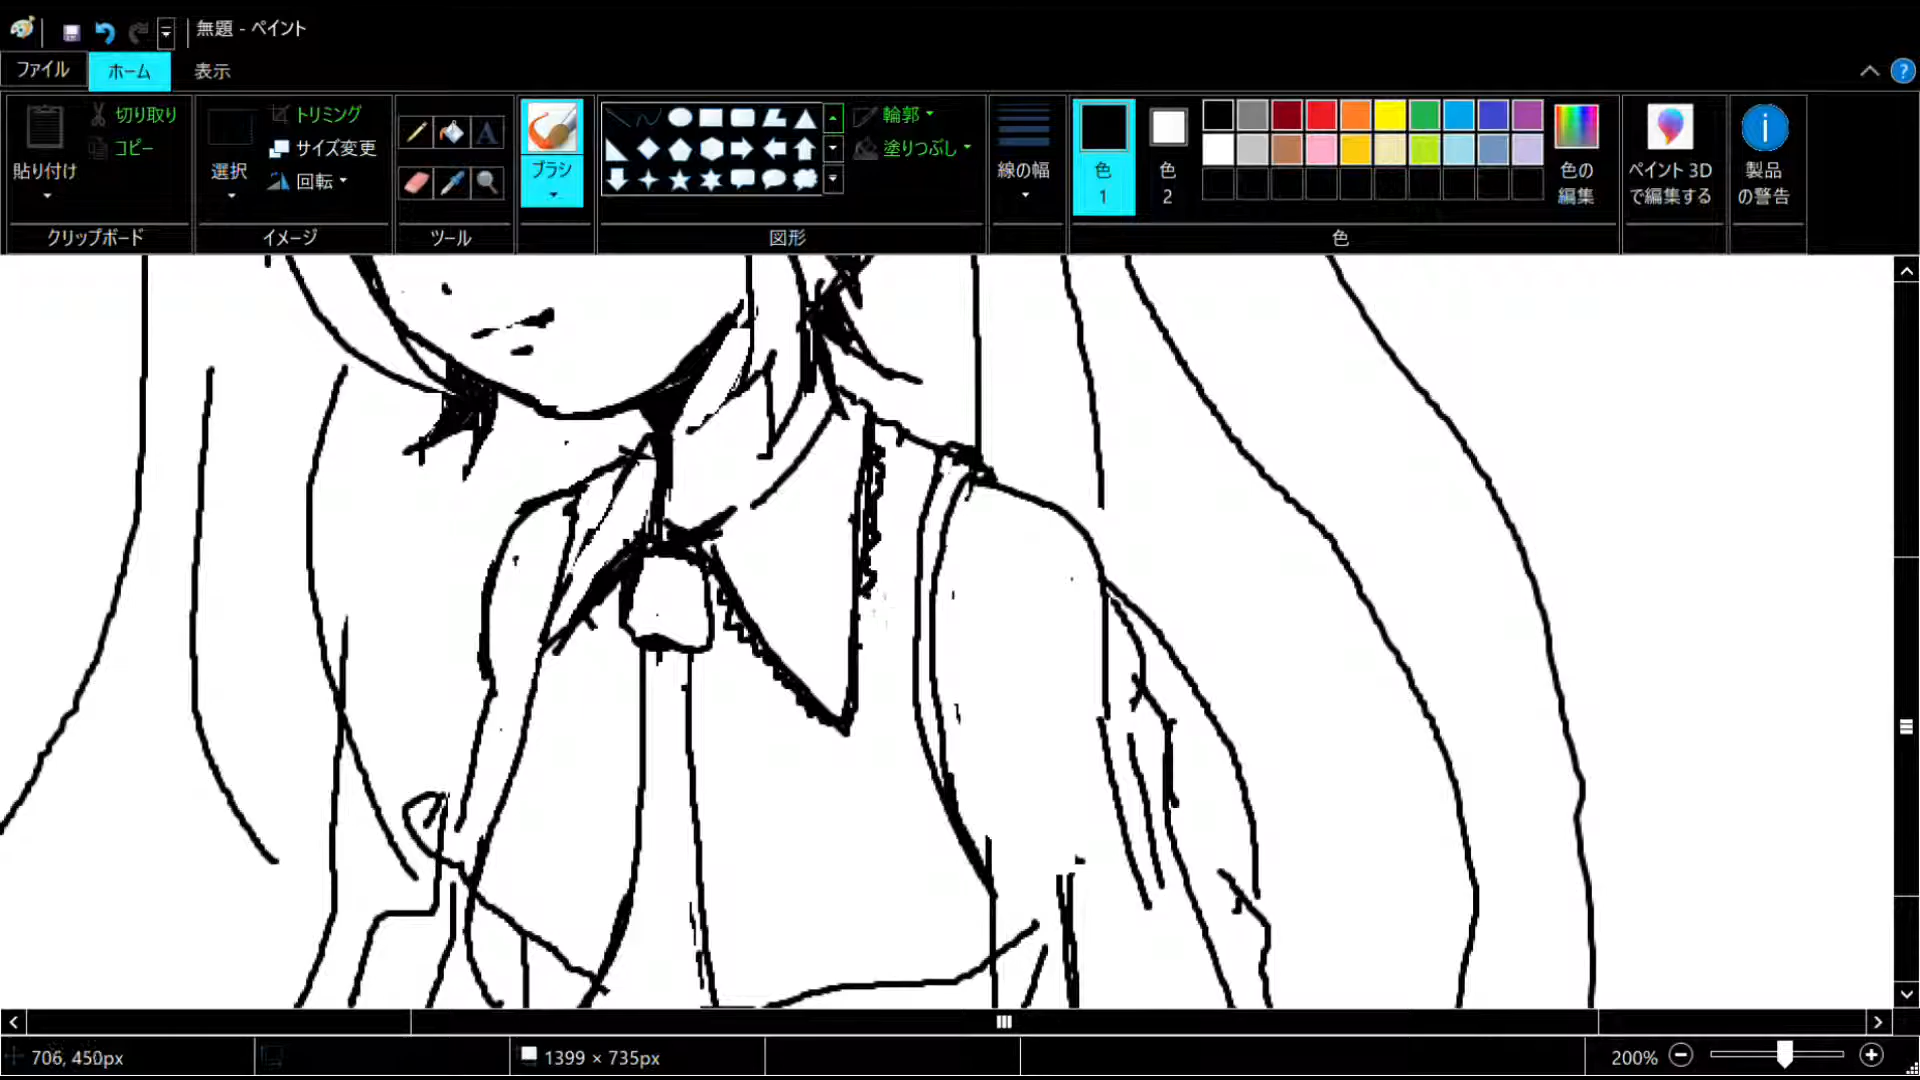 無題 - ペイント
ファイル ホーム 表示
貼り付け
切り取り
コピー
クリップボード
選択
トリミング
サイズ変更
回転
イメージ
A
ツール
ブラシ
輪郭
塗りつぶし
図形
線の幅
色
1
色
2
色の
編集
色
ペイント 3D
で編集する
製品
の警告
706, 450px
1399 × 735px
200%